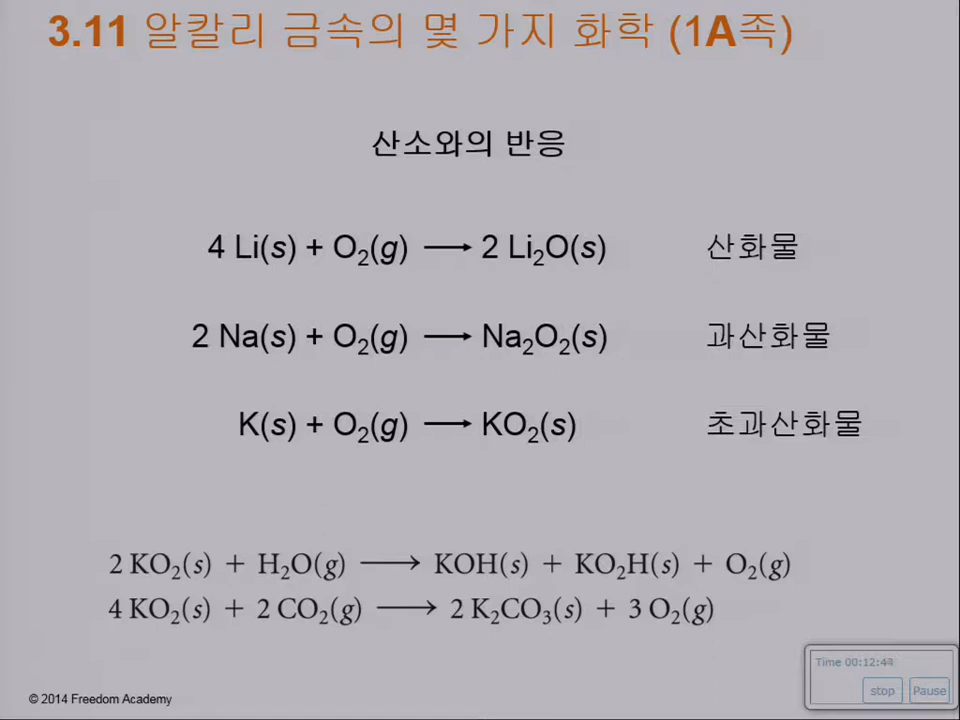 3.11 알칼리 금속의 몇 가지 화학 (1A족)
산소와의 반응
4 Li(s) + O₂(g) ⟶ 2 Li₂O(s) 산화물
2 Na(s) + O₂(g) ⟶ Na₂O₂(s) 과산화물
K(s) + O₂(g) ⟶ KO₂(s) 초과산화물
2 KO₂(s) + H₂O(g) ⟶ KOH(s) + KO₂H(s) + O₂(g)
4 KO₂(s) + 2 CO₂(g) ⟶ 2 K₂CO₃(s) + 3 O₂(g)
Time 00:12:44
stop Pause
© 2014 Freedom Academy